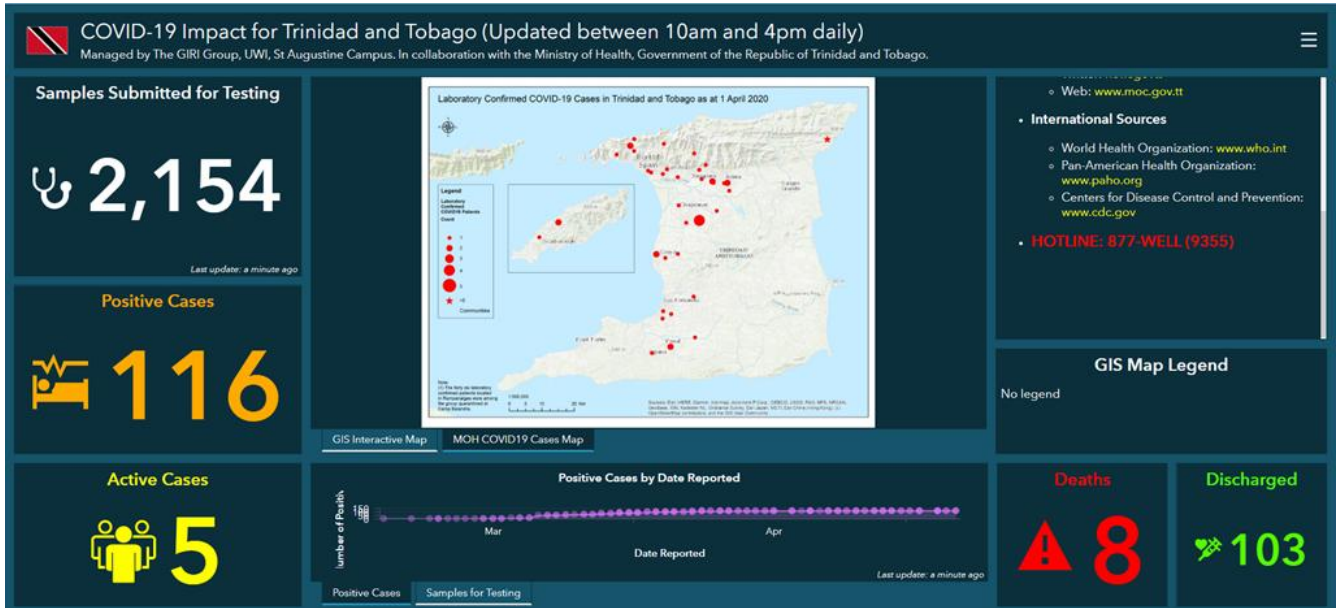 COVID-19 Impact for Trinidad and Tobago (Updated between 10am and 4pm daily)
Managed by The GIRI Group, UWI, St Augustine Campus. In collaboration with the Ministry of Health, Government of the Republic of Trinidad and Tobago.
Samples Submitted for Testing
2,154
Last update: a minute ago
Positive Cases
116
Active Cases
5
Laboratory Confirmed COVID-19 Cases in Trinidad and Tobago as at 1 April 2020
Legend
Laboratory
Confirmed
COVID19 Patients
Count
Communities
GIS Interactive Map
MOH COVID19 Cases Map
Positive Cases by Date Reported
Mar
Apr
Date Reported
Last update: a minute ago
Positive Cases
Samples for Testing
Web: www.moc.gov.tt
International Sources
World Health Organization: www.who.int
Pan-American Health Organization:
www.paho.org
Centers for Disease Control and Prevention:
www.cdc.gov
HOTLINE: 877-WELL (9355)
GIS Map Legend
No legend
Deaths
8
Discharged
103